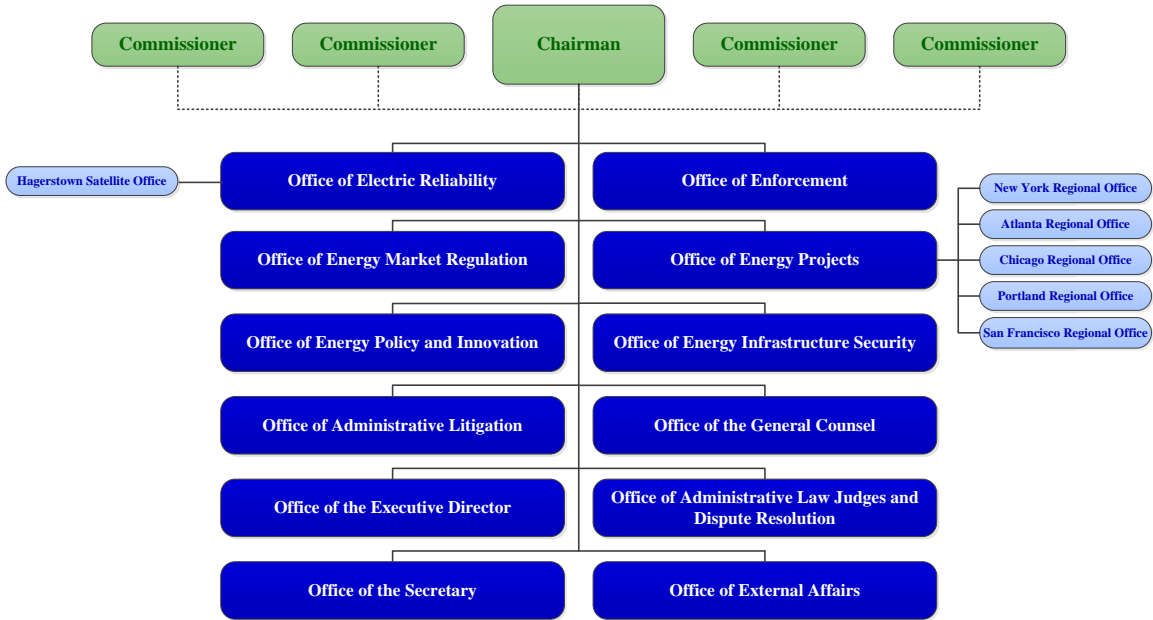 Commissioner
Commissioner
Chairman
Commissioner
Commissioner
Hagerstown Satellite Office
Office of Electric Reliability
Office of Enforcement
New York Regional Office
Atlanta Regional Office
Chicago Regional Office
Portland Regional Office
San Francisco Regional Office
Office of Energy Market Regulation
Office of Energy Projects
Office of Energy Policy and Innovation
Office of Energy Infrastructure Security
Office of Administrative Litigation
Office of the General Counsel
Office of the Executive Director
Office of Administrative Law Judges and
Dispute Resolution
Office of the Secretary
Office of External Affairs